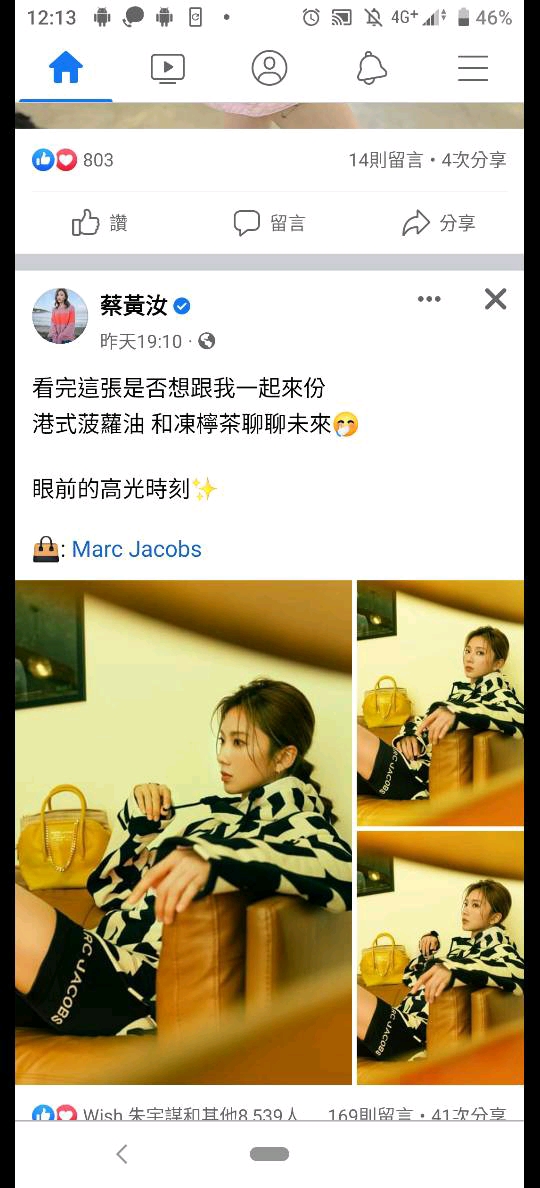 12:13
4G+
46%
803
14則留言・4次分享
讚
留言
分享
蔡黃汝
昨天19:10 ·
看完這張是否想跟我一起來份
港式菠蘿油 和凍檸茶聊聊未來🤭
眼前的高光時刻✨
👜: Marc Jacobs
RC JACOBS
RC JACOBS
RC JACOBS
Wish 朱宇謀和其他8,539人
169則留言・41次分享